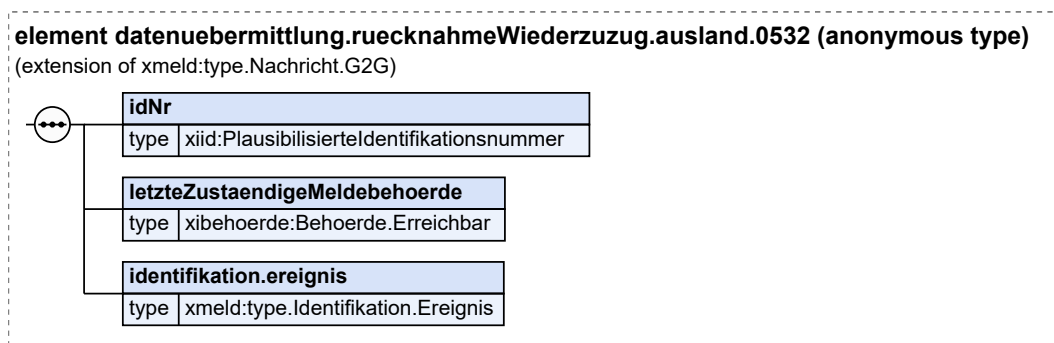 element datenuebermittlung.ruecknahmeWiederzuzug.ausland.0532 (anonymous type)
(extension of xmeld:type.Nachricht.G2G)
idNr
type xiid:PlausibilisierteIdentifikationsnummer
letzteZustaendigeMeldebehoerde
type xibehoerde:Behoerde.Erreichbar
identifikation.ereignis
type xmeld:type.Identifikation.Ereignis